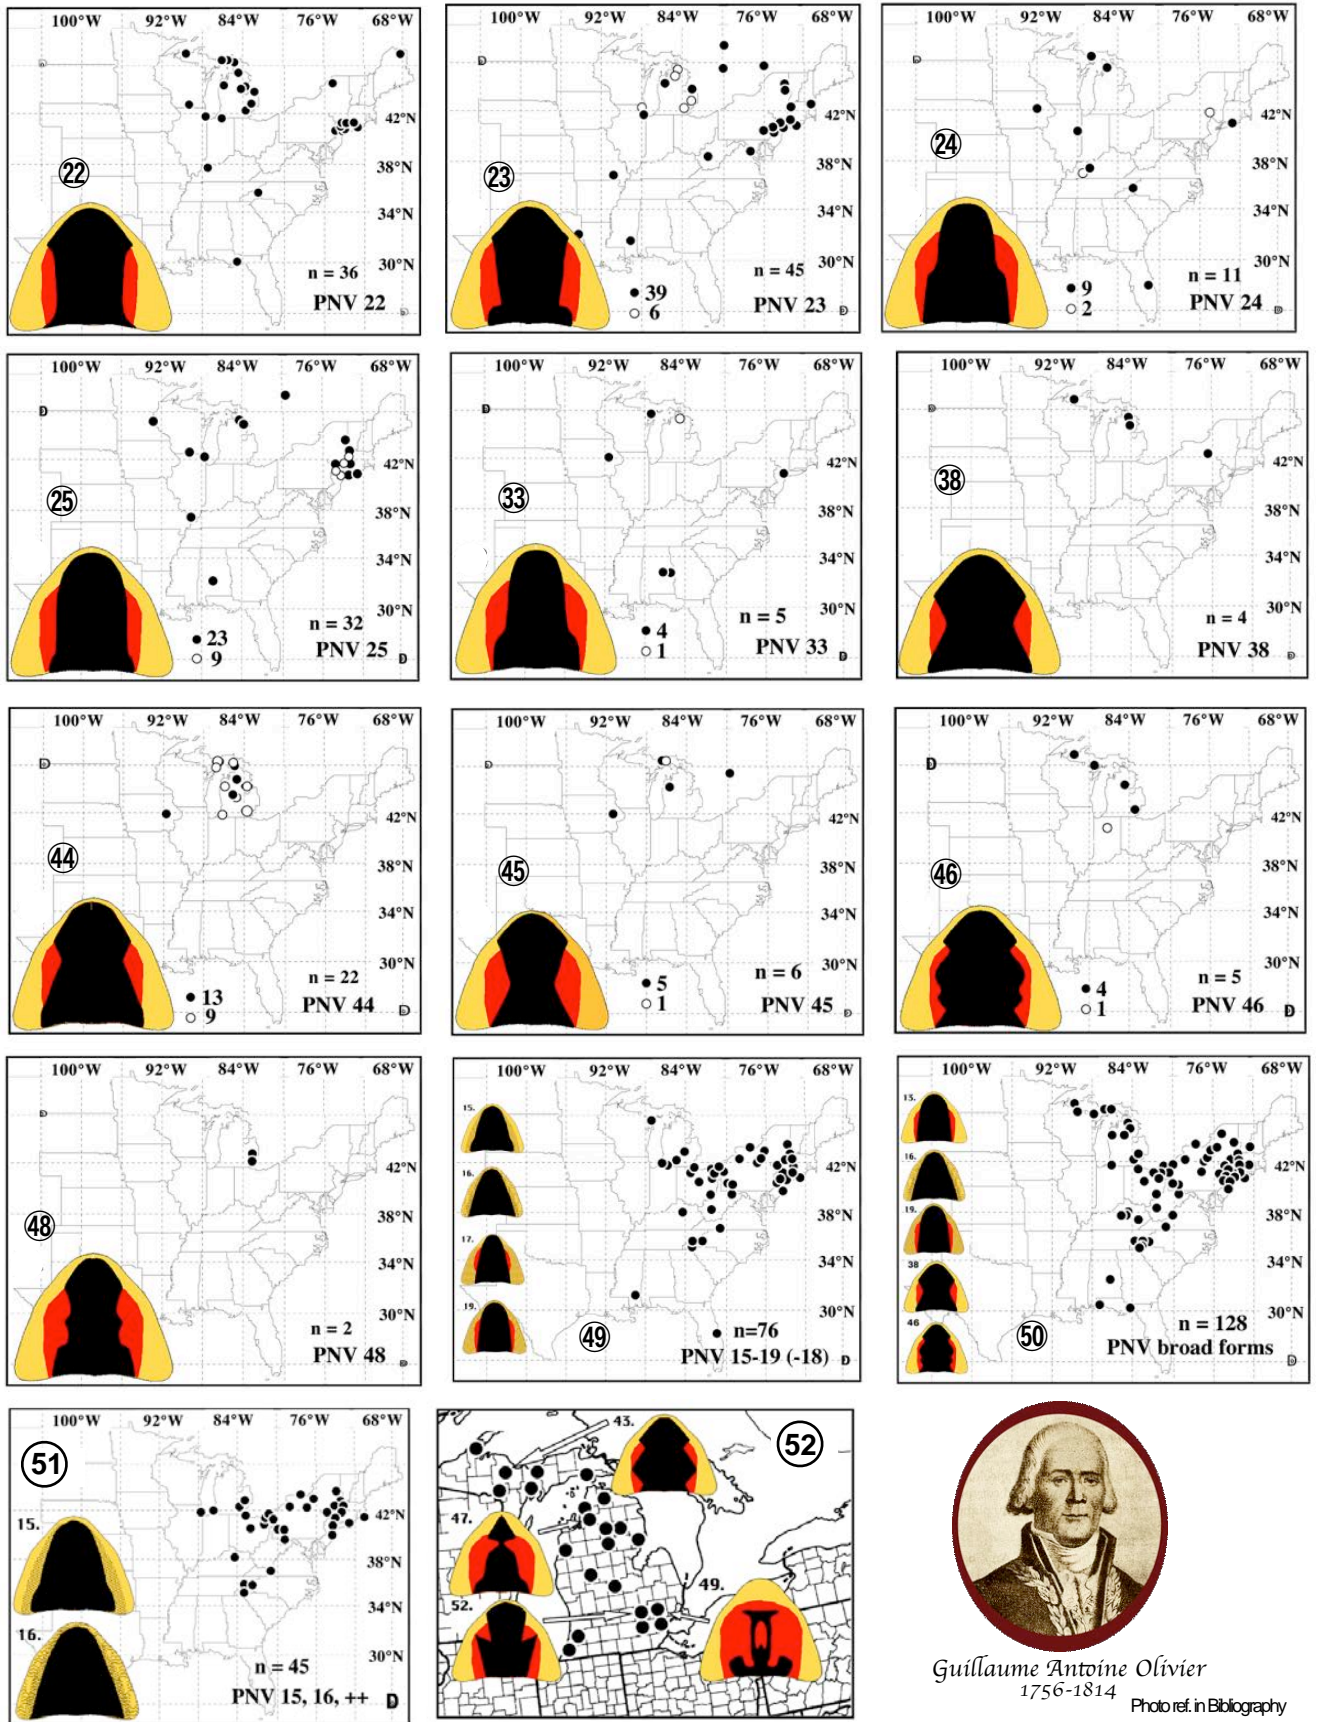 100°W 92°W 84°W 76°W 68°W
42°N
38°N
34°N
30°N
22
n = 36
PNV 22
D
D
100°W 92°W 84°W 76°W 68°W
42°N
38°N
34°N
30°N
23
39
6
n = 45
PNV 23
D
D
100°W 92°W 84°W 76°W 68°W
42°N
38°N
34°N
30°N
24
9
2
n = 11
PNV 24
D
D
100°W 92°W 84°W 76°W 68°W
D
42°N
38°N
34°N
30°N
25
23
9
n = 32
PNV 25
D
100°W 92°W 84°W 76°W 68°W
D
42°N
38°N
34°N
30°N
33
4
1
n = 5
PNV 33
D
100°W 92°W 84°W 76°W 68°W
D
42°N
38°N
34°N
30°N
38
n = 4
PNV 38
D
100°W 92°W 84°W 76°W 68°W
D
42°N
38°N
34°N
30°N
44
13
9
n = 22
PNV 44
D
100°W 92°W 84°W 76°W 68°W
D
42°N
38°N
34°N
30°N
45
5
1
n = 6
PNV 45
D
100°W 92°W 84°W 76°W 68°W
D
42°N
38°N
34°N
30°N
46
4
1
n = 5
PNV 46
D
100°W 92°W 84°W 76°W 68°W
D
42°N
38°N
34°N
30°N
48
n = 2
PNV 48
D
92°W 84°W 76°W 68°W
15.
16.
17.
19.
42°N
38°N
34°N
30°N
49
n=76
PNV 15-19 (-18)
D
92°W 84°W 76°W 68°W
15.
16.
19.
38
46
42°N
38°N
34°N
30°N
50
n = 128
PNV broad forms
D
100°W 92°W 84°W 76°W 68°W
51
15.
16.
42°N
38°N
34°N
30°N
n = 45
PNV 15, 16, ++
D
52
43.
47.
52.
49.
Guillaume Antoine Olivier
1756-1814
Photo ref. in Bibliography